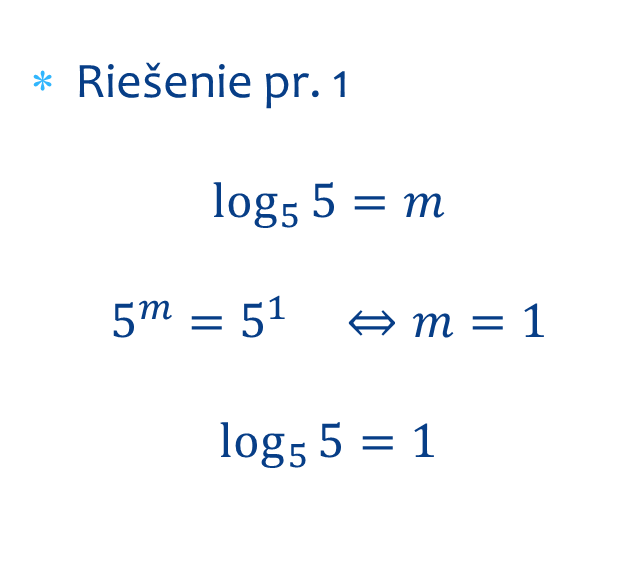 * Riešenie pr. 1
log₅ 5 = m
5ᵐ = 5¹ ⇔ m = 1
log₅ 5 = 1